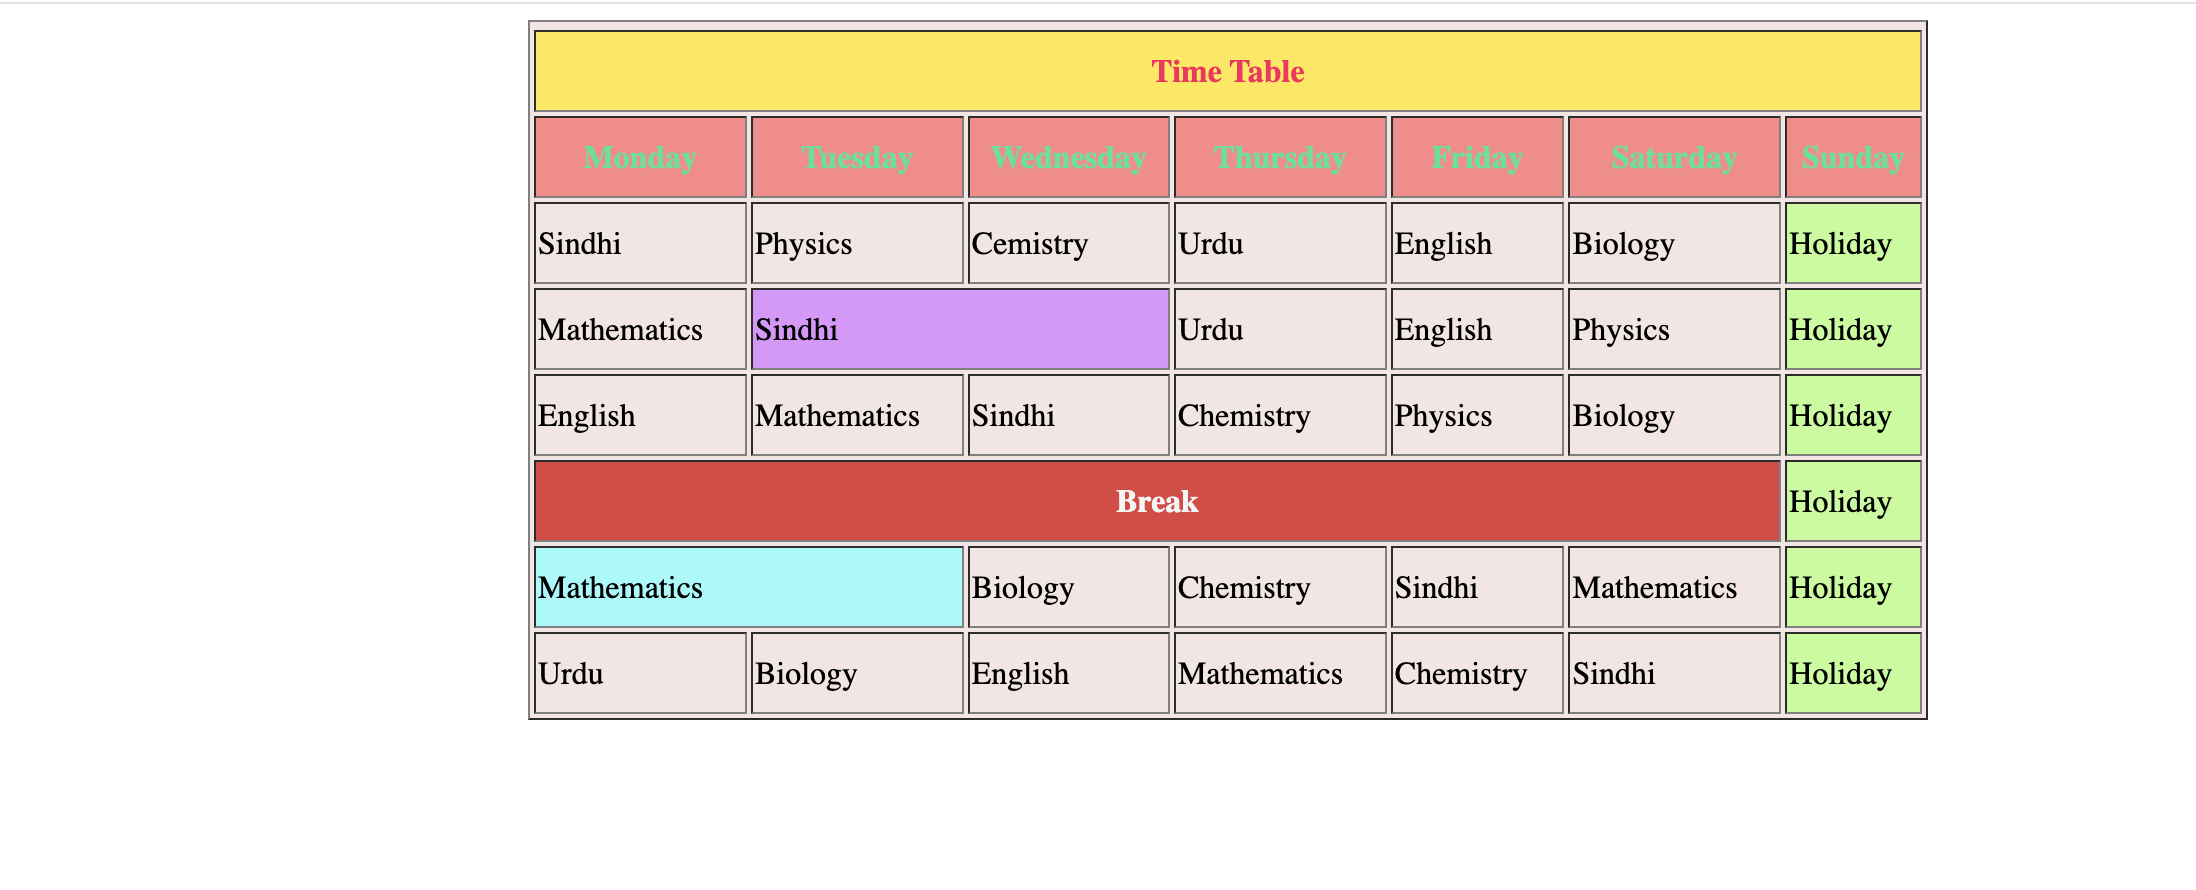 Time Table
Monday Tuesday Wednesday Thursday Friday Saturday Sunday
Sindhi Physics Cemistry Urdu English Biology Holiday
Mathematics Sindhi Urdu English Physics Holiday
English Mathematics Sindhi Chemistry Physics Biology Holiday
Break Holiday
Mathematics Biology Chemistry Sindhi Mathematics Holiday
Urdu Biology English Mathematics Chemistry Sindhi Holiday